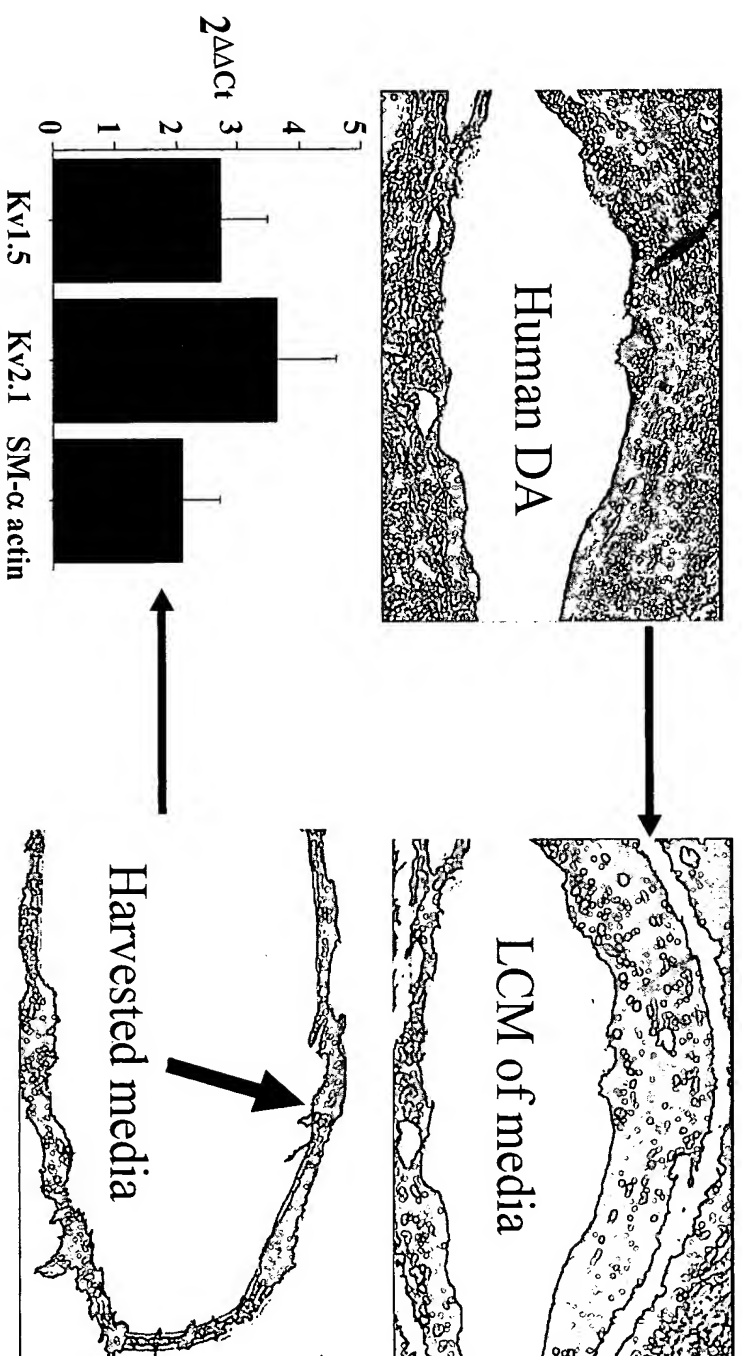 Human DA
LCM of media
Harvested media
2ΔΔCt
5
4
3
2
1
0
Kv1.5
Kv2.1
SM-α actin